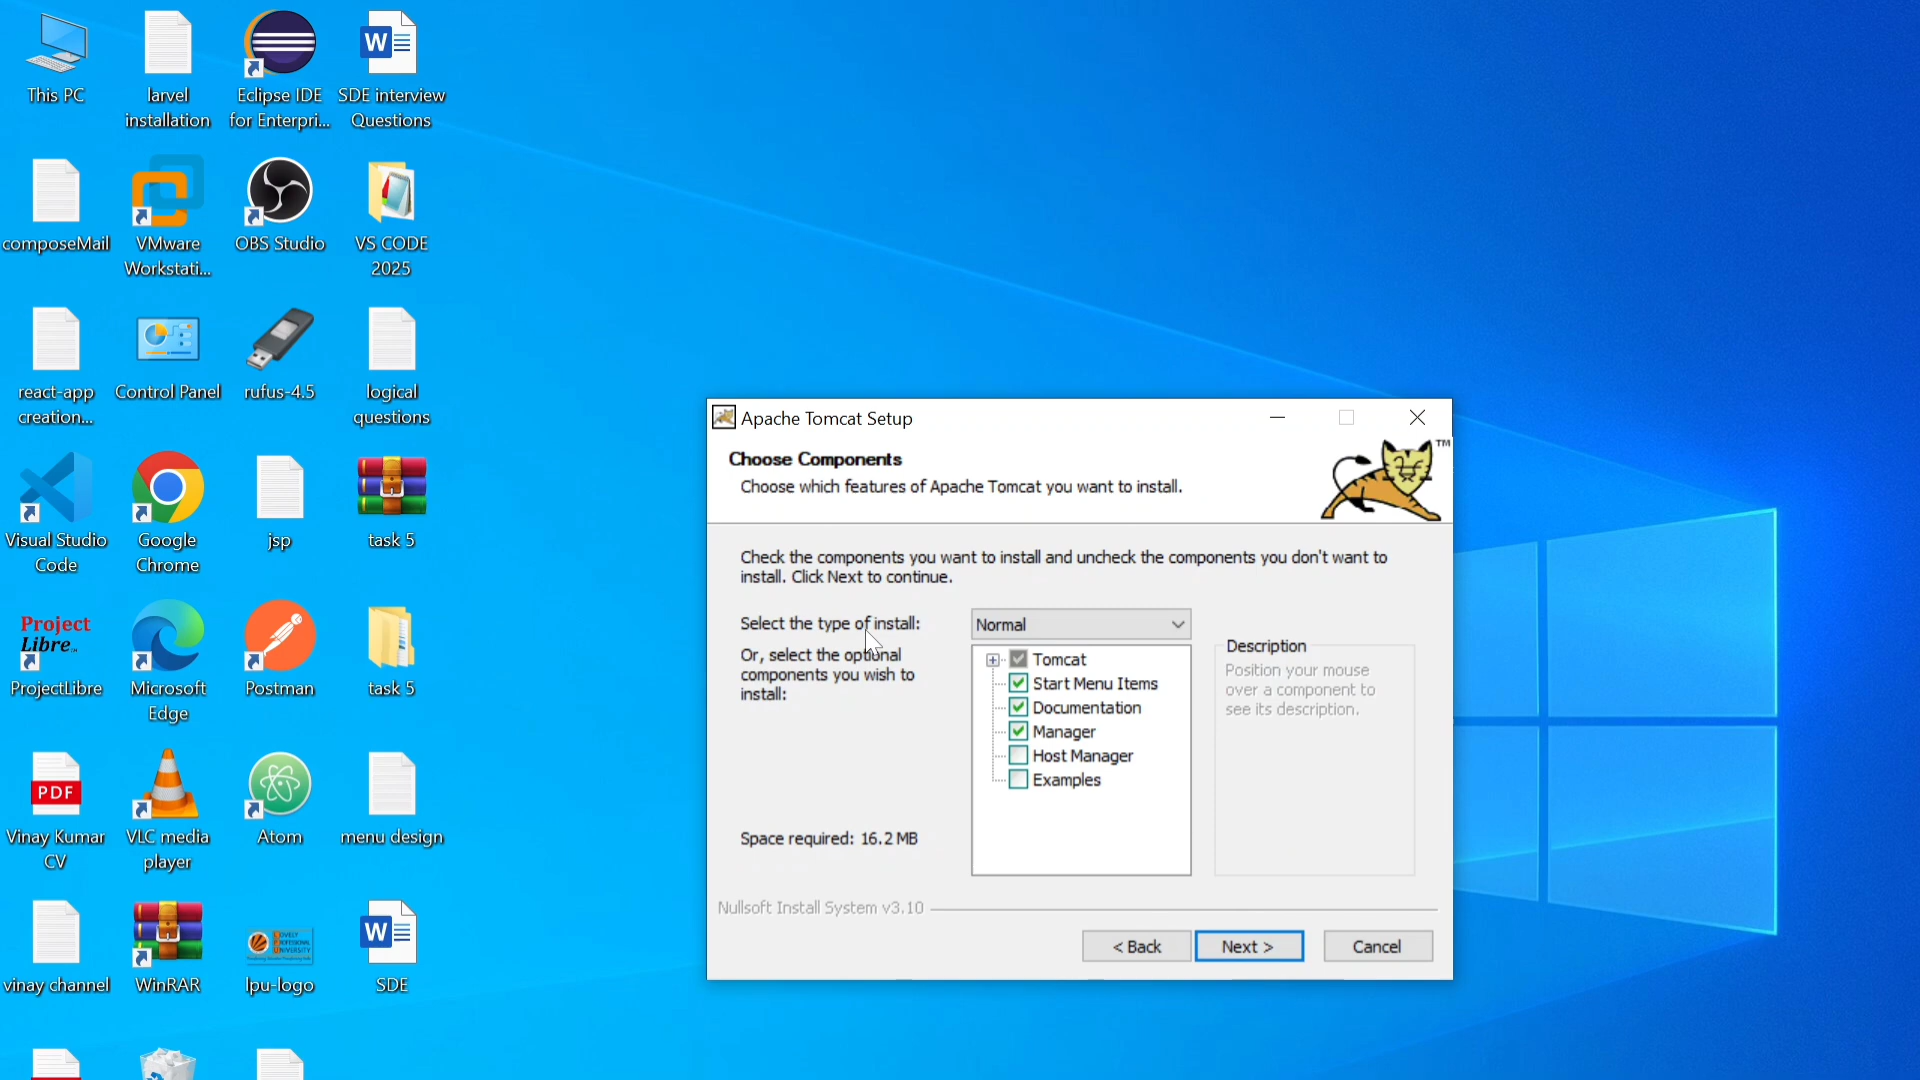 This PC
larvel
installation
Eclipse IDE
for Enterpri...
SDE interview
Questions
composeMail
VMware
Workstati...
OBS Studio
VS CODE
2025
react-app
creation...
Control Panel
rufus-4.5
logical
questions
Visual Studio
Code
Google
Chrome
jsp
task 5
Project
Libre
ProjectLibre
Microsoft
Edge
Postman
task 5
PDF
Vinay Kumar
CV
VLC media
player
Atom
menu design
vinay channel
WinRAR
LOVELY
PROFESSIONAL
UNIVERSITY
lpu-logo
W
SDE
Apache Tomcat Setup
Choose Components
Choose which features of Apache Tomcat you want to install.
TM
Check the components you want to install and uncheck the components you don't want to
install. Click Next to continue.
Select the type of install:
Normal
Or, select the optional
components you wish to
install:
Tomcat
Start Menu Items
Documentation
Manager
Host Manager
Examples
Description
Position your mouse
over a component to
see its description.
Space required: 16.2 MB
Nullsoft Install System v3.10
< Back
Next >
Cancel